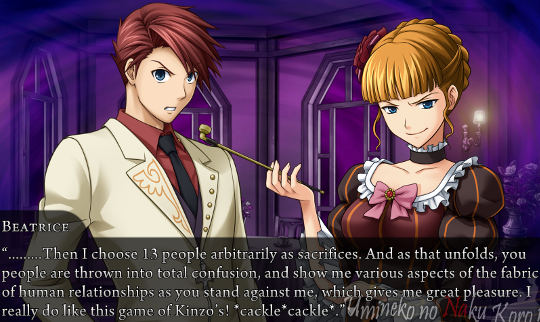 BEATRICE
“.........Then I choose 13 people arbitrarily as sacrifices. And as that unfolds, you
people are thrown into total confusion, and show me various aspects of the fabric
of human relationships as you stand against me, which gives me great pleasure. I
really do like this game of Kinzo's! *cackle*cackle*.”
Umineko no Naku Koro